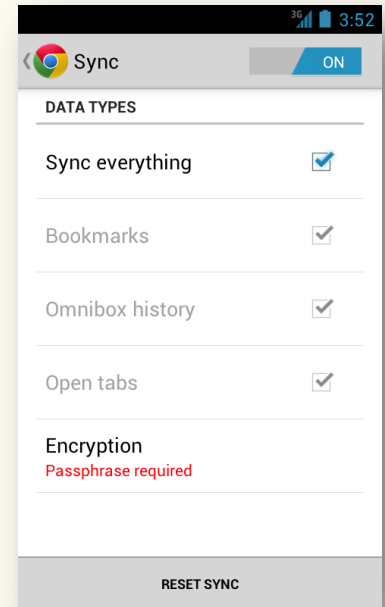 3G 3:52
Sync ON
DATA TYPES
Sync everything
Bookmarks
Omnibox history
Open tabs
Encryption
Passphrase required
RESET SYNC